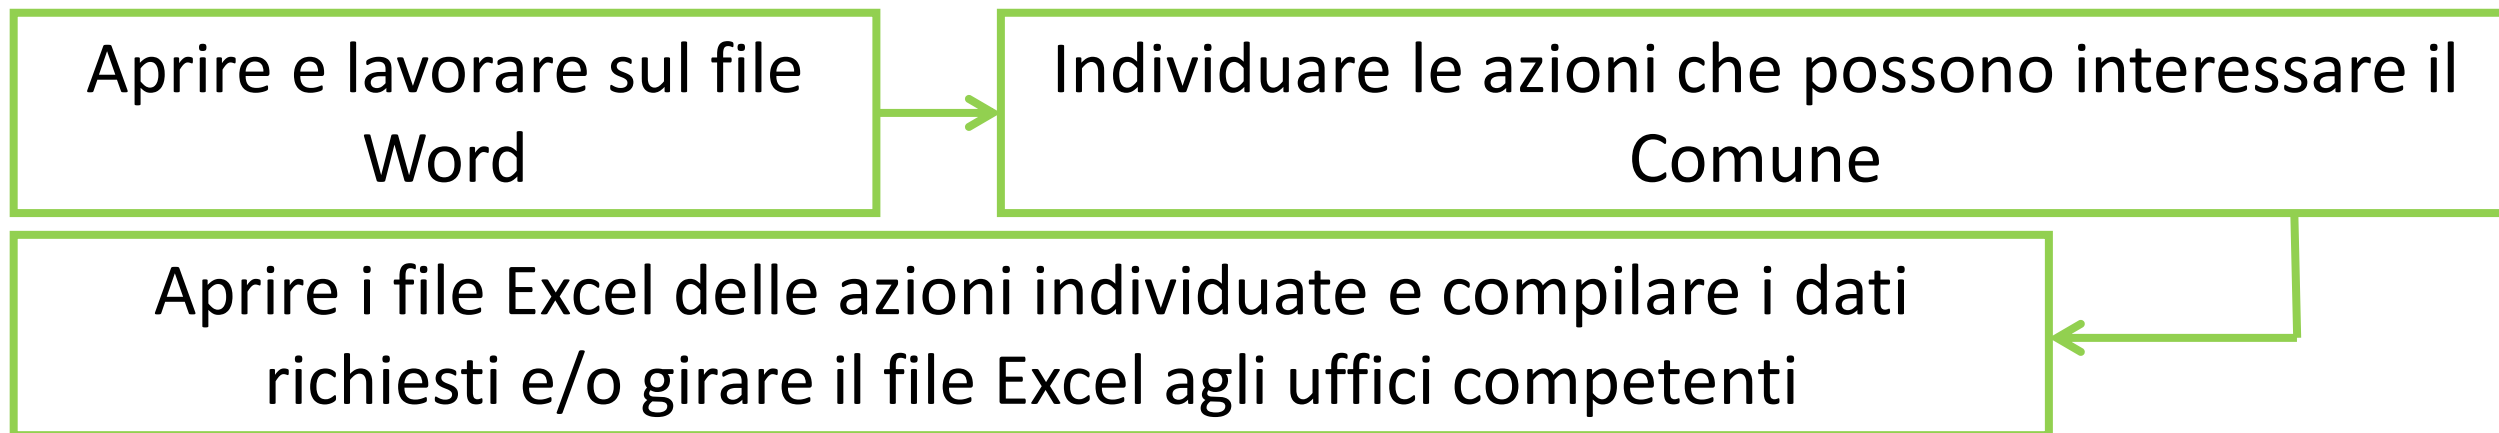 Aprire e lavorare sul file
Word
Individuare le azioni che possono interessare il
Comune
Aprire i file Excel delle azioni individuate e compilare i dati
richiesti e/o girare il file Excel agli uffici competenti